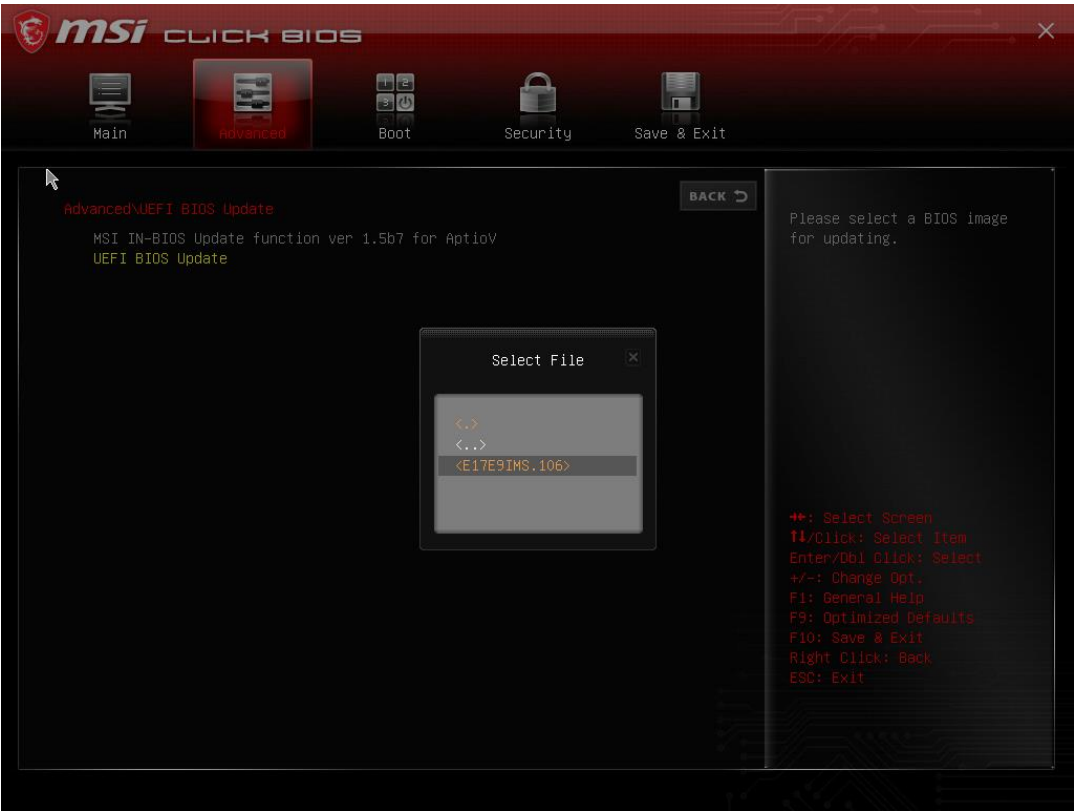 msi CLICK BIOS
Main
Advanced
Boot
Security
Save & Exit
BACK
Advanced\UEFI BIOS Update
MSI IN-BIOS Update function ver 1.5b7 for AptioV
UEFI BIOS Update
Please select a BIOS image
for updating.
Select File
<.>
<..>
<E17E9IMS.106>
→←: Select Screen
↑↓/Click: Select Item
Enter/Dbl Click: Select
+/-: Change Opt.
F1: General Help
F9: Optimized Defaults
F10: Save & Exit
Right Click: Back
ESC: Exit